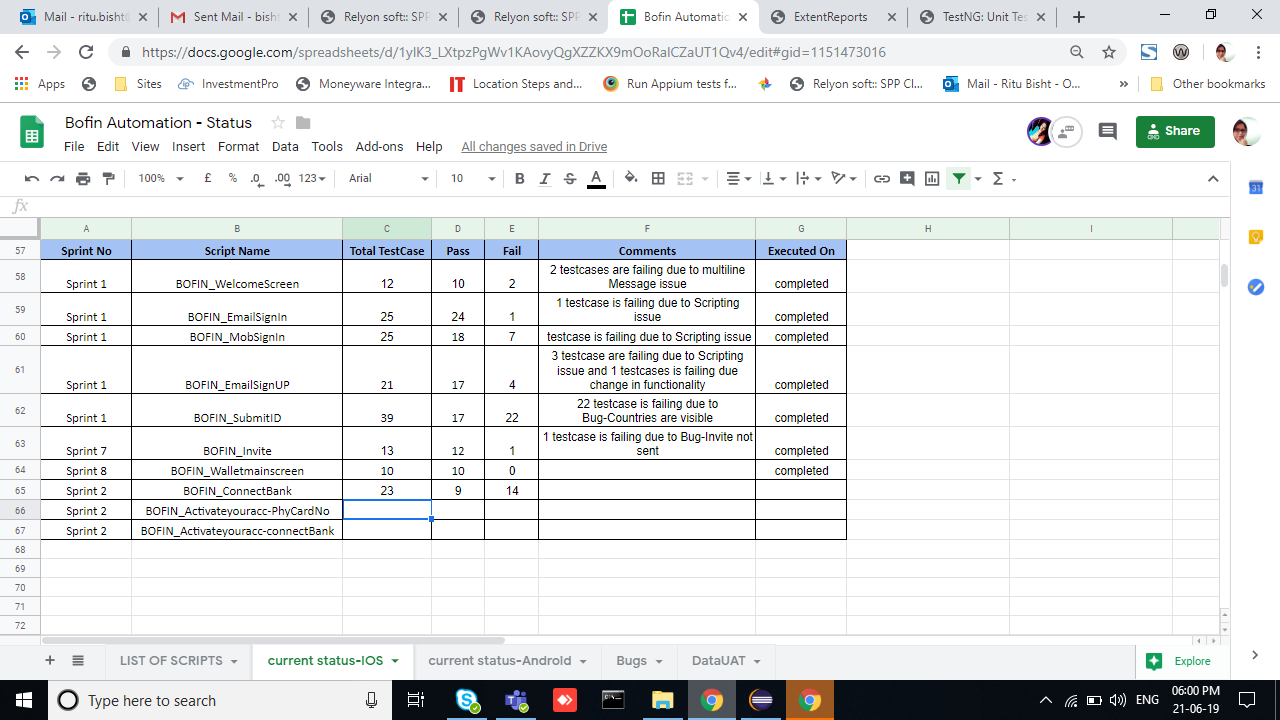 Mail - ritu.bisht@
Sent Mail - bish
Relyon soft:: SPP
Relyon soft:: SPP
Bofin Automatic
ExtentReports
TestNG: Unit Tes
https://docs.google.com/spreadsheets/d/1ylK3_LXtpzPgWv1KAovyQgXZZKX9mOoRalCZaUT1Qv4/edit#gid=1151473016
Apps
Sites
InvestmentPro
Moneyware Integra...
IT Location Steps and...
Run Appium tests f...
Relyon soft:: SPP Cl...
Mail - Ritu Bisht - O...
Other bookmarks
Bofin Automation - Status
File Edit View Insert Format Data Tools Add-ons Help All changes saved in Drive
Share
100% £ % .0 .00 123 Arial 10 B I S A Σ
31
fx
A B C D E F G H I
57 Sprint No Script Name Total TestCase Pass Fail Comments Executed On
58 Sprint 1 BOFIN_WelcomeScreen 12 10 2 2 testcases are failing due to multiline
Message issue completed
59 Sprint 1 BOFIN_EmailSignIn 25 24 1 1 testcase is failing due to Scripting
issue completed
60 Sprint 1 BOFIN_MobSignIn 25 18 7 testcase is failing due to Scripting issue completed
61 Sprint 1 BOFIN_EmailSignUP 21 17 4 3 testcase are failing due to Scripting
issue and 1 testcases is failing due
change in functionality completed
62 Sprint 1 BOFIN_SubmitID 39 17 22 22 testcase is failing due to
Bug-Countries are visible completed
63 Sprint 7 BOFIN_Invite 13 12 1 1 testcase is failing due to Bug-Invite not
sent completed
64 Sprint 8 BOFIN_Walletmainscreen 10 10 0 completed
65 Sprint 2 BOFIN_ConnectBank 23 9 14
66 Sprint 2 BOFIN_Activateyouracc-PhyCardNo
67 Sprint 2 BOFIN_Activateyouracc-connectBank
68
69
70
71
72
LIST OF SCRIPTS current status-IOS current status-Androld Bugs DataUAT Explore
Type here to search
ENG
06:00 PM
21-06-19